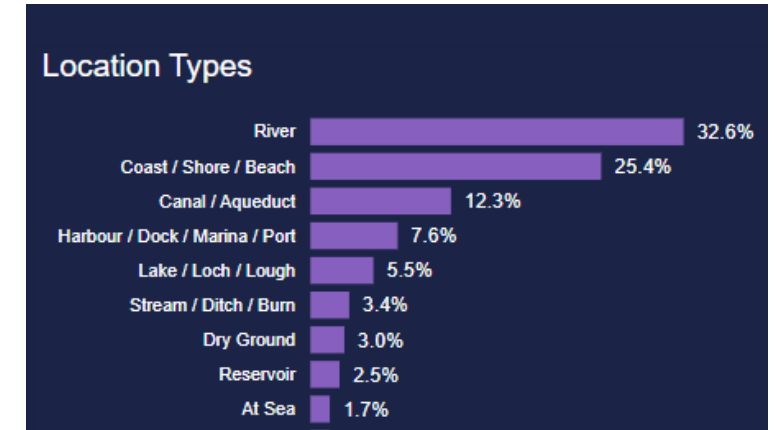 Location Types
River 32.6%
Coast / Shore / Beach 25.4%
Canal / Aqueduct 12.3%
Harbour / Dock / Marina / Port 7.6%
Lake / Loch / Lough 5.5%
Stream / Ditch / Burn 3.4%
Dry Ground 3.0%
Reservoir 2.5%
At Sea 1.7%